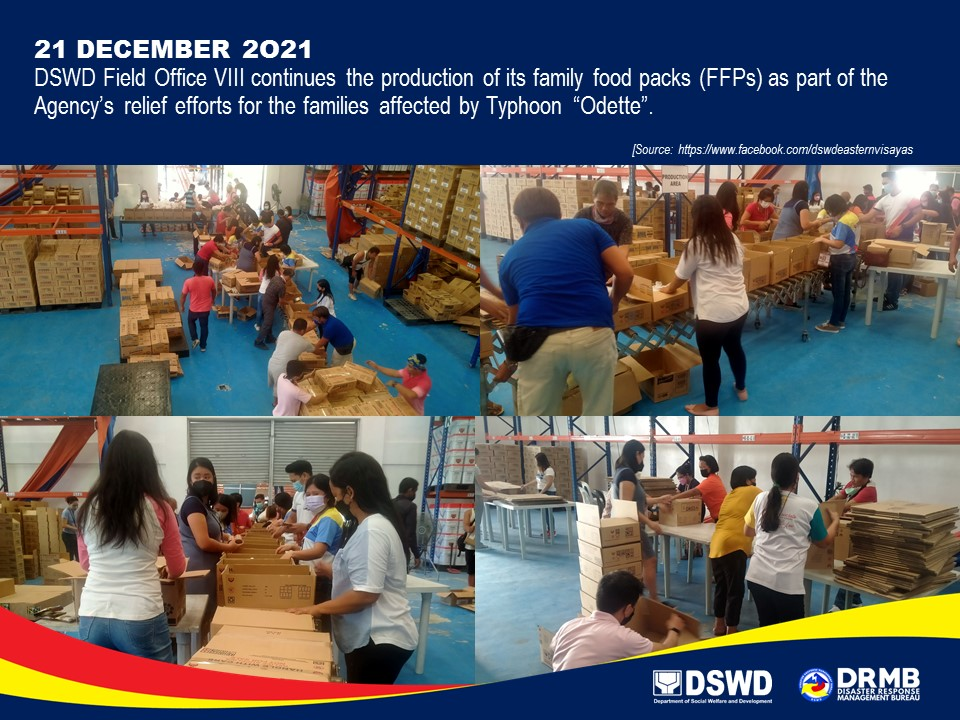 21 DECEMBER 2O21
DSWD Field Office VIII continues the production of its family food packs (FFPs) as part of the
Agency's relief efforts for the families affected by Typhoon "Odette".
[Source: https://www.facebook.com/dswdeasternvisayas
PRODUCTION
AREA
DSWD
Department of Social Welfare and Development
DRMB
DISASTER RESPONSE
MANAGEMENT BUREAU